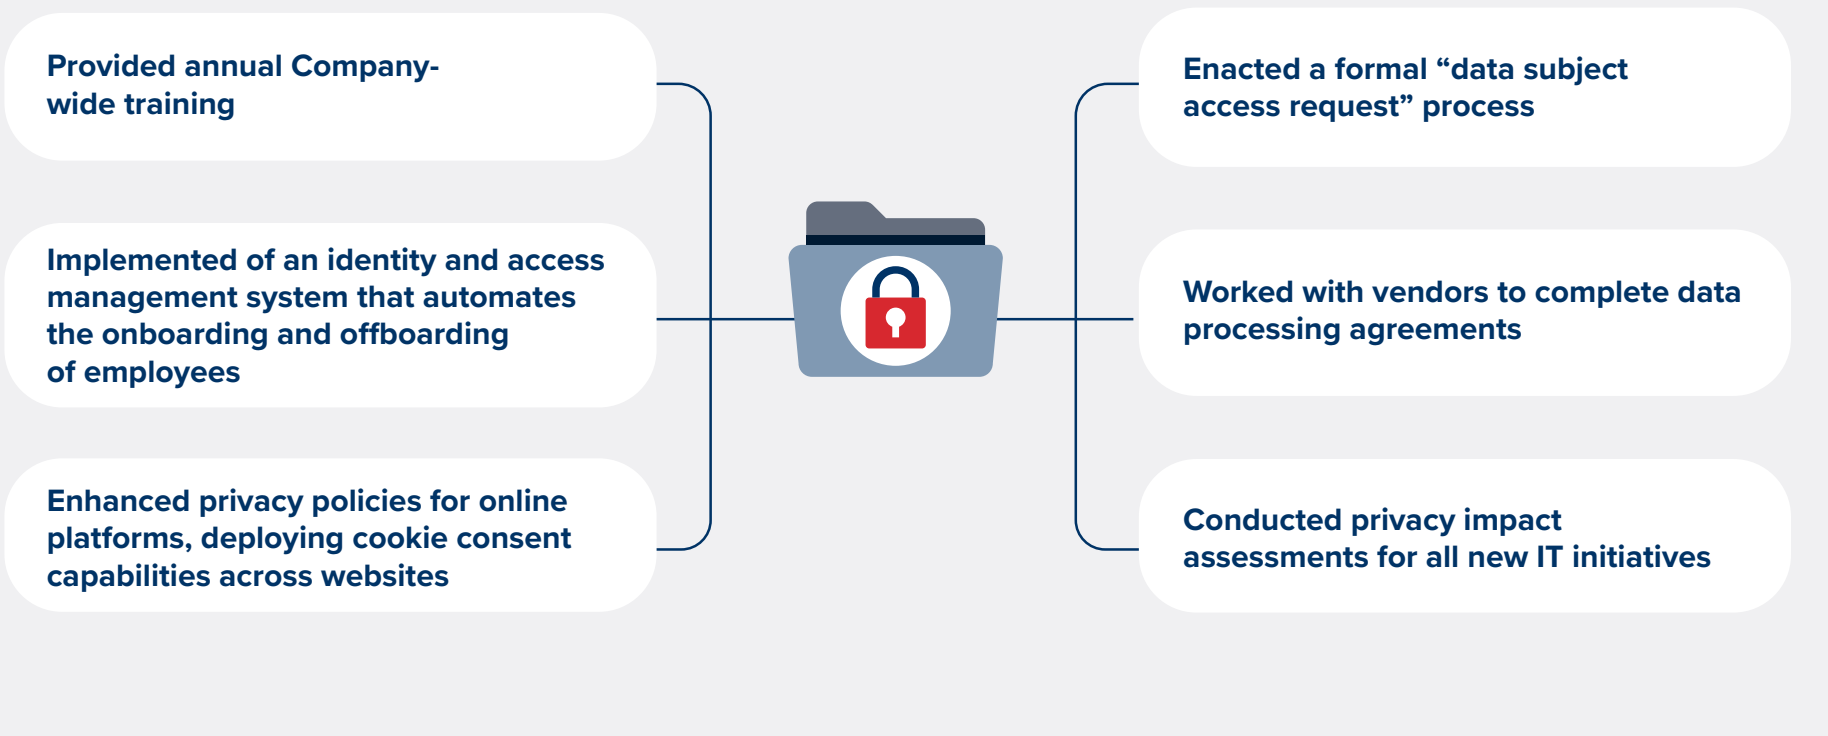 Provided annual Company-
wide training
Implemented of an identity and access
management system that automates
the onboarding and offboarding
of employees
Enhanced privacy policies for online
platforms, deploying cookie consent
capabilities across websites
Enacted a formal “data subject
access request” process
Worked with vendors to complete data
processing agreements
Conducted privacy impact
assessments for all new IT initiatives